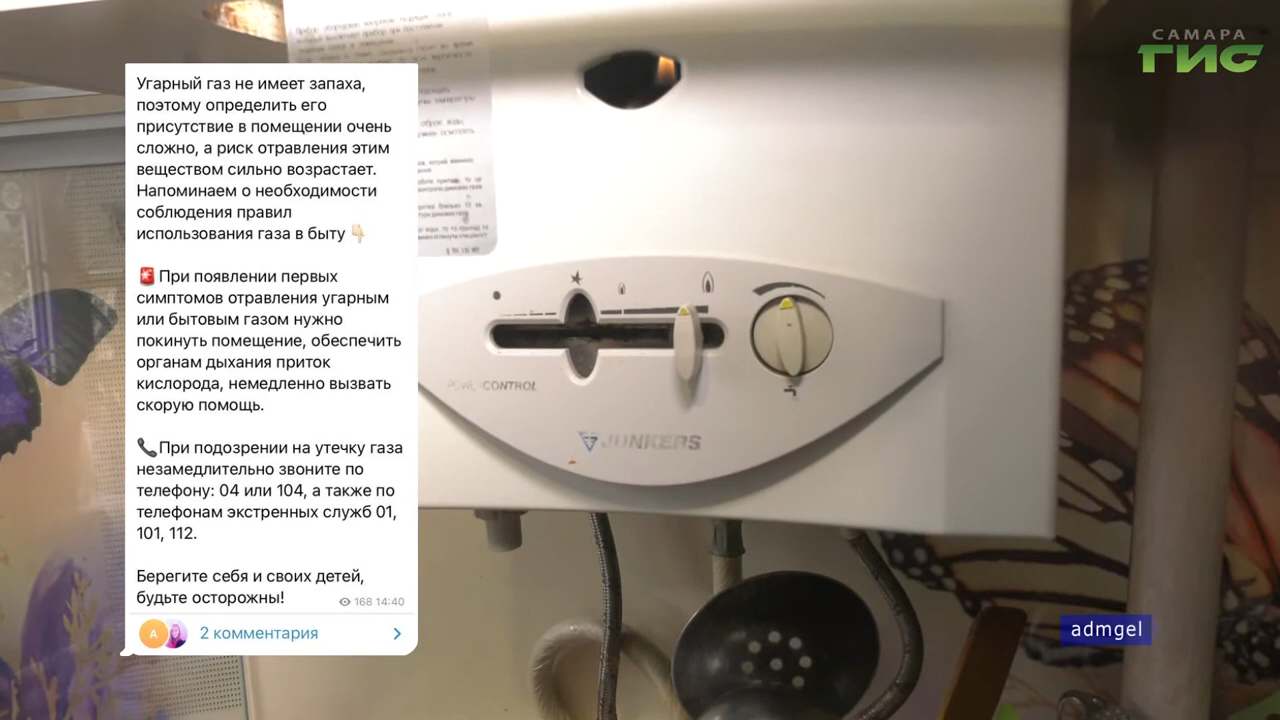 САМАРА
ГИС
Угарный газ не имеет запаха,
поэтому определить его
присутствие в помещении очень
сложно, а риск отравления этим
веществом сильно возрастает.
Напоминаем о необходимости
соблюдения правил
использования газа в быту👇🏻
🚨При появлении первых
симптомов отравления угарным
или бытовым газом нужно
покинуть помещение, обеспечить
органам дыхания приток
кислорода, немедленно вызвать
скорую помощь.
📞При подозрении на утечку газа
незамедлительно звоните по
телефону: 04 или 104, а также по
телефонам экстренных служб 01,
101, 112.
Берегите себя и своих детей,
будьте осторожны!
168 14:40
А
2 комментария
CONTROL
JUNKERS
admgel